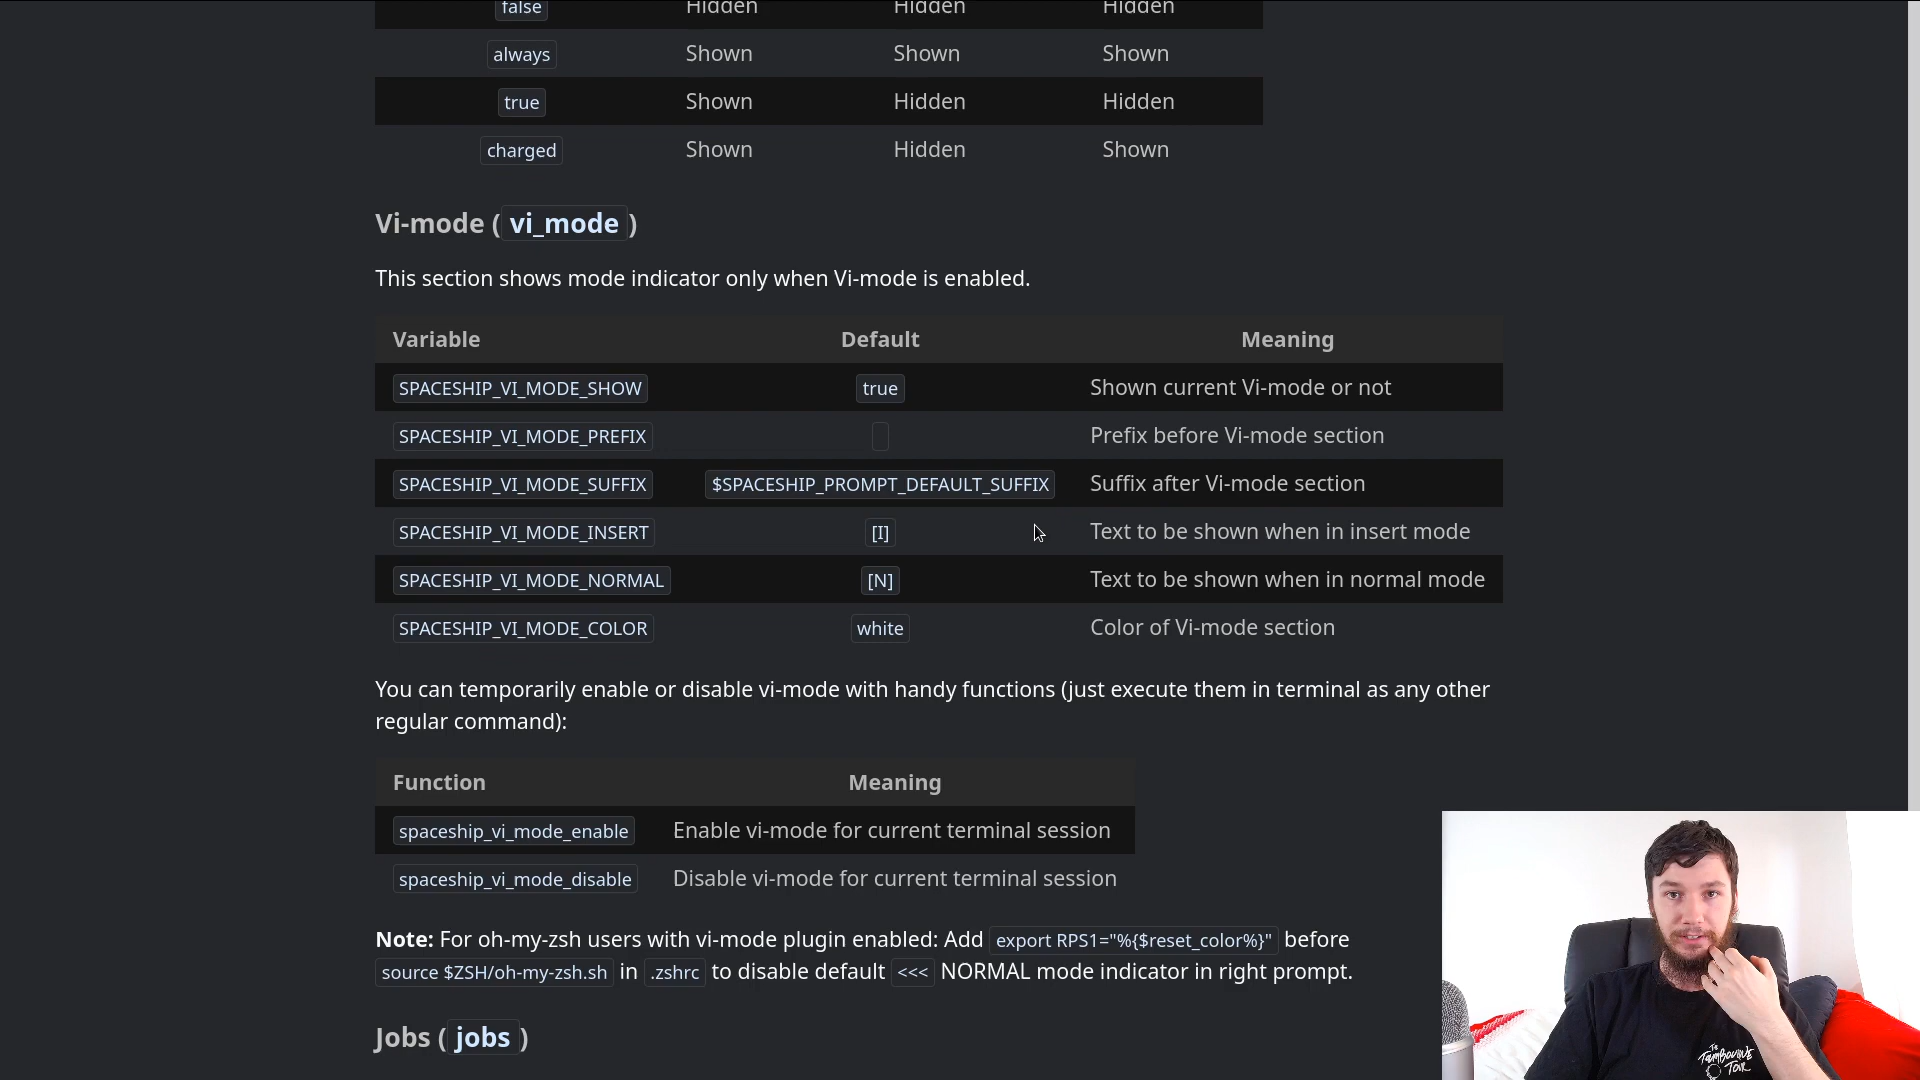 false Hidden Hidden Hidden
always Shown Shown Shown
true Shown Hidden Hidden
charged Shown Hidden Shown
Vi-mode ( vi_mode )
This section shows mode indicator only when Vi-mode is enabled.
Variable Default Meaning
SPACESHIP_VI_MODE_SHOW true Shown current Vi-mode or not
SPACESHIP_VI_MODE_PREFIX Prefix before Vi-mode section
SPACESHIP_VI_MODE_SUFFIX $SPACESHIP_PROMPT_DEFAULT_SUFFIX Suffix after Vi-mode section
SPACESHIP_VI_MODE_INSERT [I] Text to be shown when in insert mode
SPACESHIP_VI_MODE_NORMAL [N] Text to be shown when in normal mode
SPACESHIP_VI_MODE_COLOR white Color of Vi-mode section
You can temporarily enable or disable vi-mode with handy functions (just execute them in terminal as any other
regular command):
Function Meaning
spaceship_vi_mode_enable Enable vi-mode for current terminal session
spaceship_vi_mode_disable Disable vi-mode for current terminal session
Note: For oh-my-zsh users with vi-mode plugin enabled: Add export RPS1="%{$reset_color%}" before
source $ZSH/oh-my-zsh.sh in .zshrc to disable default <<< NORMAL mode indicator in right prompt.
Jobs ( jobs )
THE
TAMBOURINE
TOUR